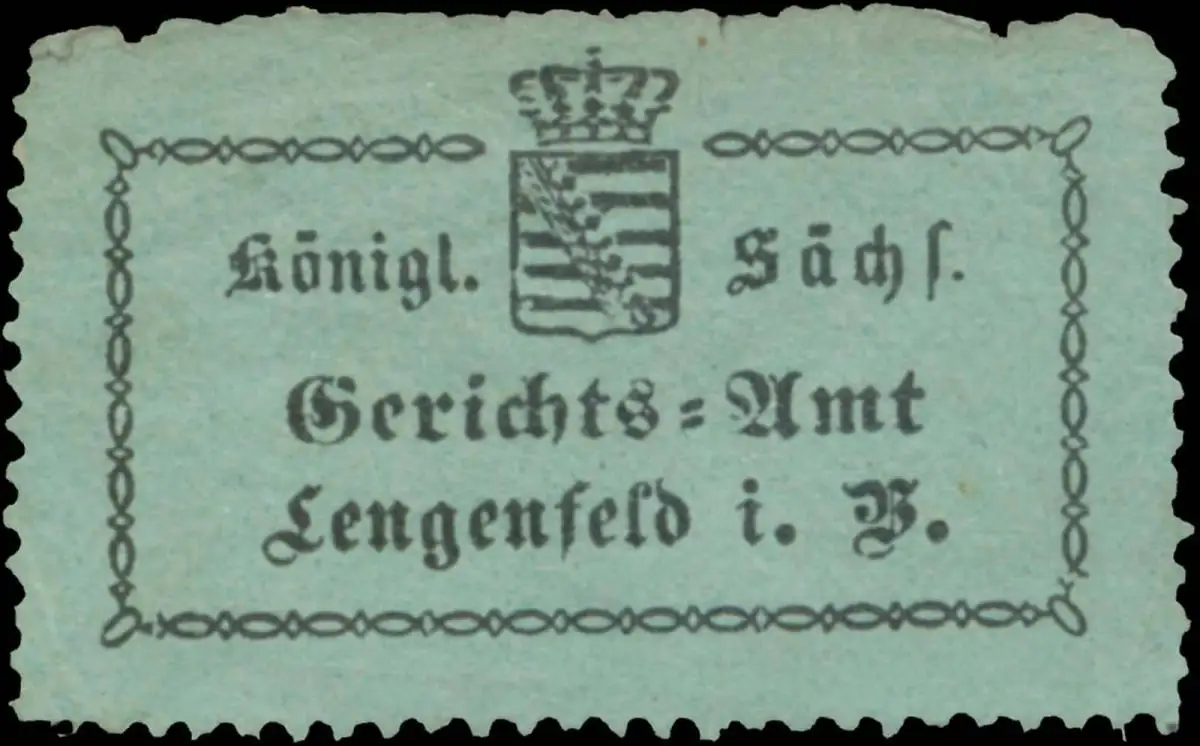 Königl. Sächſ.
Gerichts=Amt
Lengenfeld i. V.